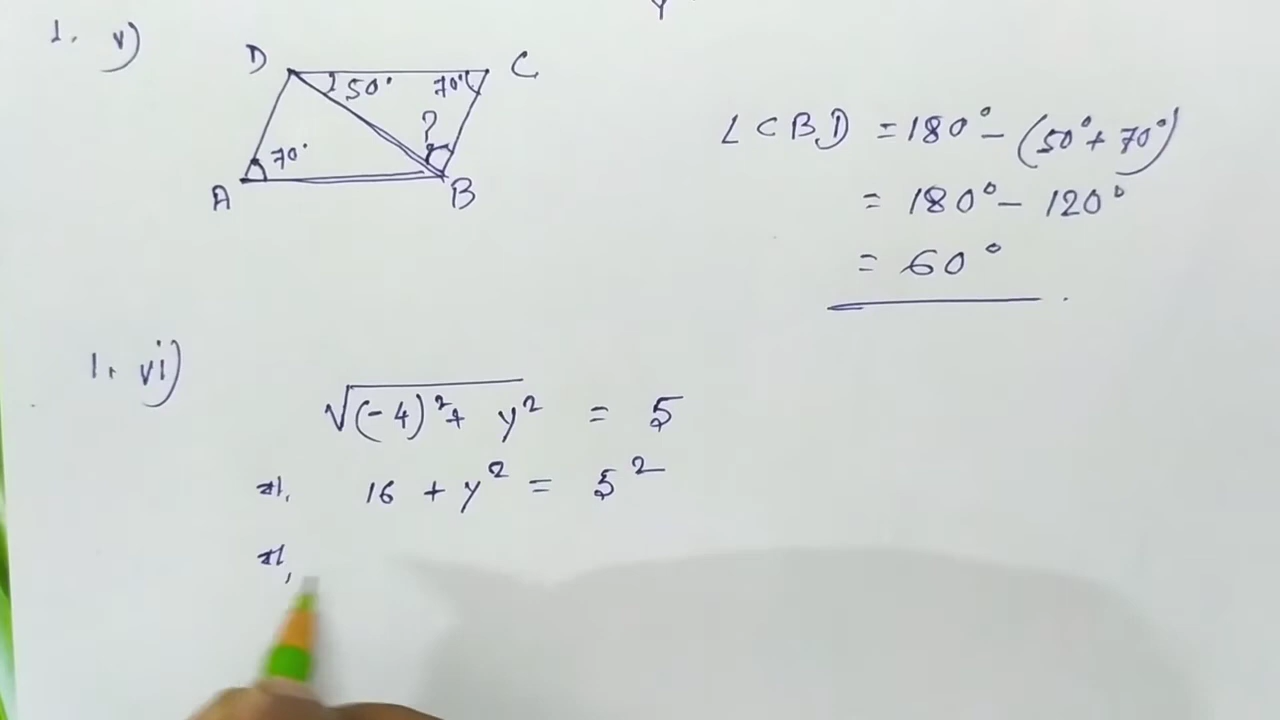 1. v)
D
C
50°
70°
?
70°
A
B
∠CBD = 180° - (50° + 70°)
= 180° - 120°
= 60°
1. vi)
√(-4)² + y² = 5
বা, 16 + y² = 5²
বা,